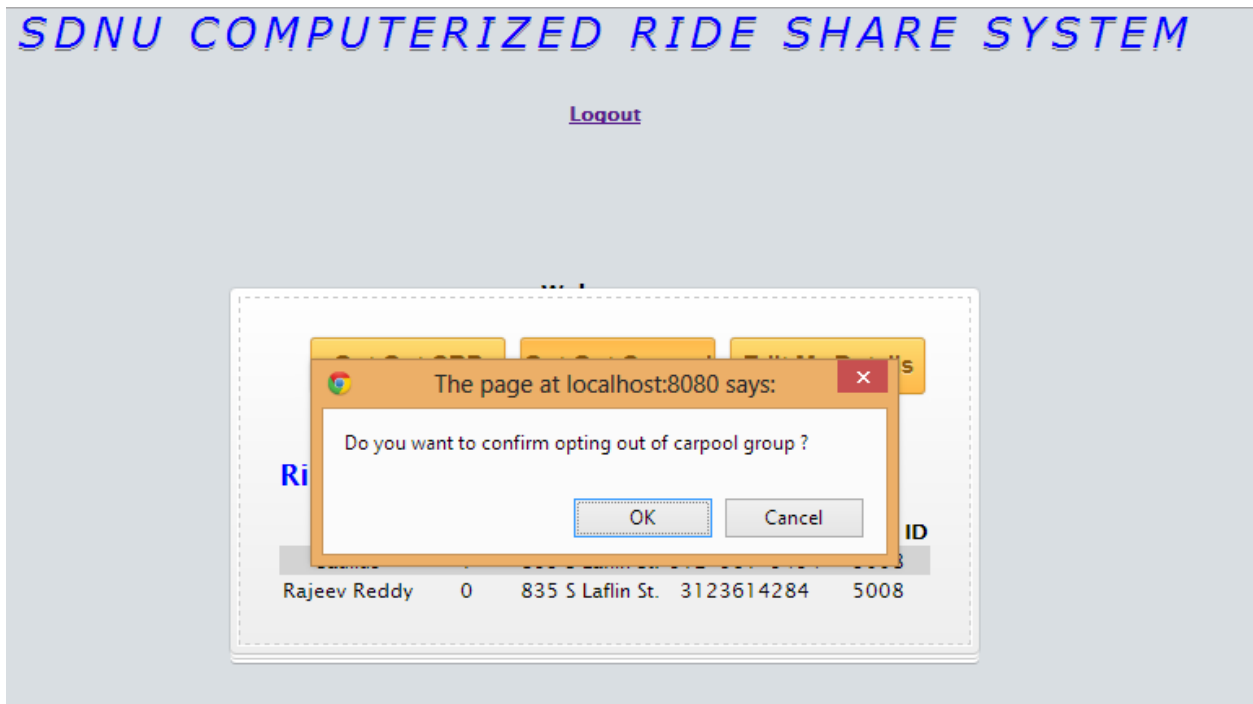 SDNU COMPUTERIZED RIDE SHARE SYSTEM
Logout
The page at localhost:8080 says:
Do you want to confirm opting out of carpool group ?
OK Cancel
ID
Rajeev Reddy 0 835 S Laflin St. 3123614284 5008